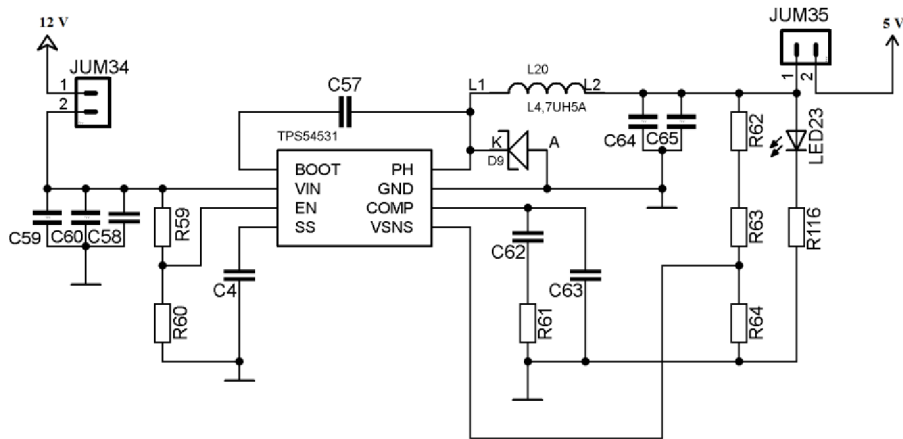 12 V
JUM34
1
2
C57
TPS54531
BOOT
VIN
EN
SS
PH
GND
COMP
VSNS
L1
L20
L2
L4,7UH5A
K
A
D9
C59
C60
C58
R59
R60
C4
C62
C63
R61
C64
C65
R62
R63
R64
JUM35
1
2
5 V
LED23
R116